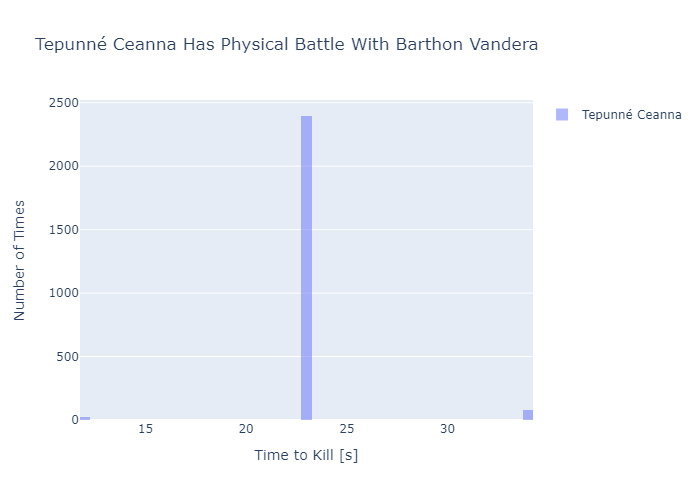 Tepunné Ceanna Has Physical Battle With Barthon Vandera
2500
2000
1500
1000
500
0
Number of Times
15 20 25 30
Time to Kill [s]
Tepunné Ceanna